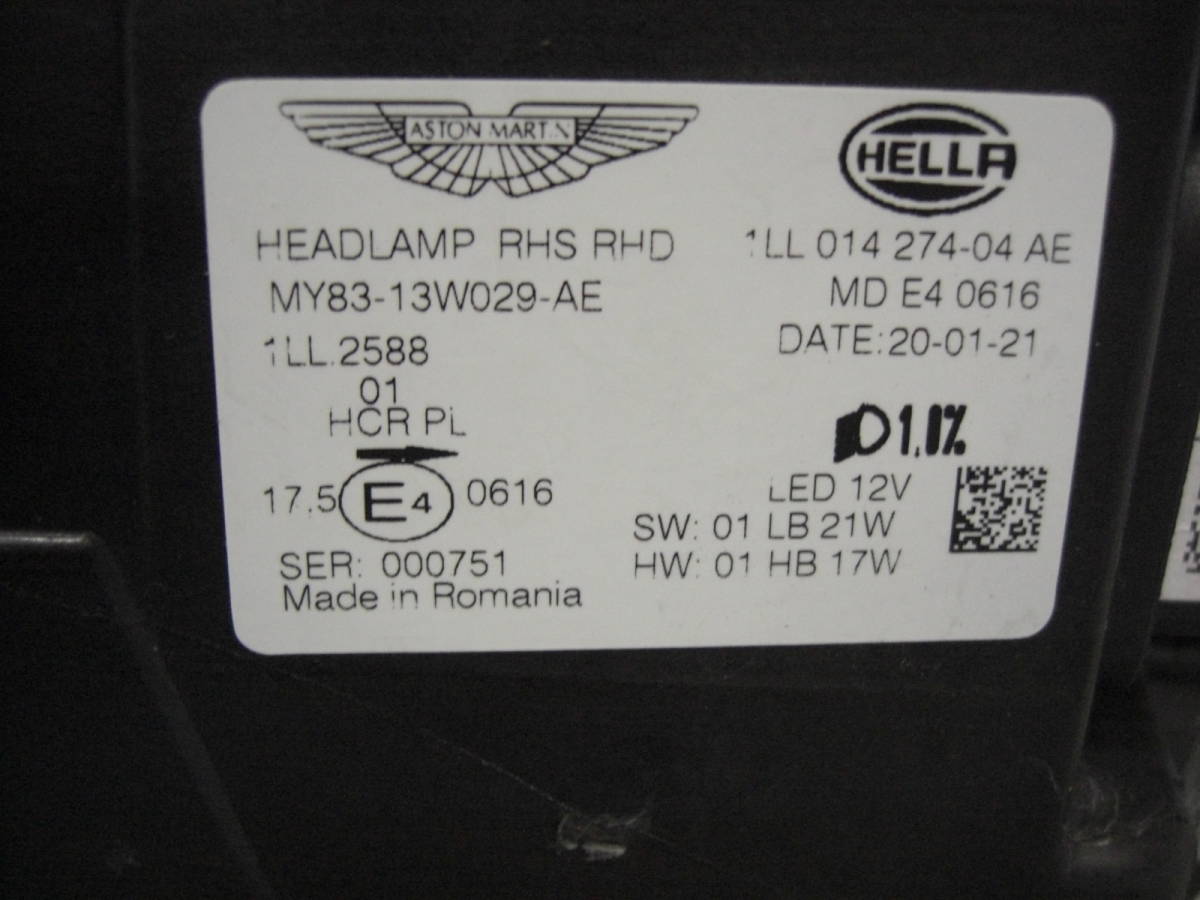 ASTON MARTIN
HELLA
HEADLAMP RHS RHD
1LL 014 274-04 AE
MY83-13W029-AE
MD E4 0616
1LL.2588
DATE:20-01-21
01
HCR PL
1.1%
17.5 E4 0616
LED 12V
SW: 01 LB 21W
SER: 000751
HW: 01 HB 17W
Made in Romania